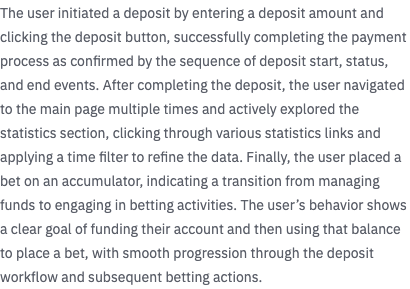 The user initiated a deposit by entering a deposit amount and
clicking the deposit button, successfully completing the payment
process as confirmed by the sequence of deposit start, status,
and end events. After completing the deposit, the user navigated
to the main page multiple times and actively explored the
statistics section, clicking through various statistics links and
applying a time filter to refine the data. Finally, the user placed a
bet on an accumulator, indicating a transition from managing
funds to engaging in betting activities. The user’s behavior shows
a clear goal of funding their account and then using that balance
to place a bet, with smooth progression through the deposit
workflow and subsequent betting actions.